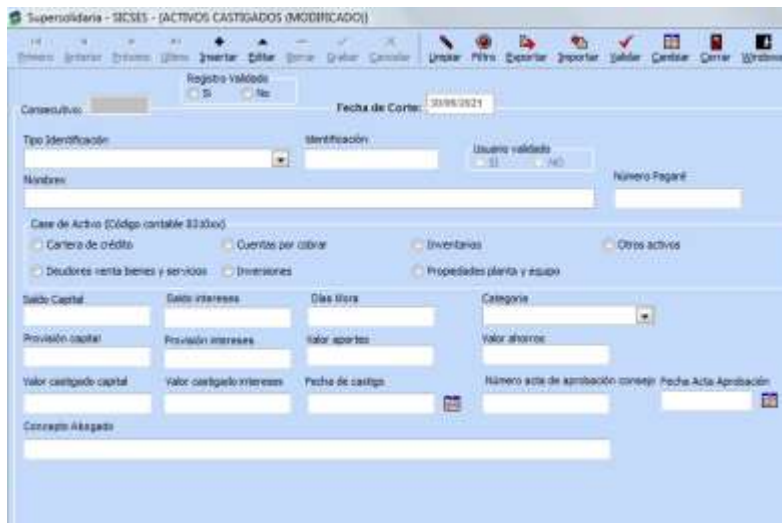 Supersolidaria - SICSES - (ACTIVOS CASTIGADOS (MODIFICADO))
Primero Anterior Próximo Último Insertar Editar Borrar Grabar Cancelar Limpiar Filtro Exportar Importar Validar Cambiar Cerrar Windows
Registro Validado
Si No
Consecutivo: Fecha de Corte: 30/06/2021
Tipo Identificación Identificación
Usuario validado
SI NO
Nombres Número Pagaré
Case de Activo (Código contable 8310xx)
Cartera de crédito Cuentas por cobrar Inventarios Otros activos
Deudores venta bienes y servicios Inversiones Propiedades planta y equipo
Saldo Capital Saldo intereses Días Mora Categoria
Provisión capital Provisión intereses Valor aportes Valor ahorros
Valor castigado capital Valor castigado intereses Fecha de castigo Número acta de aprobación consejo Fecha Acta Aprobación
Concepto Abogado